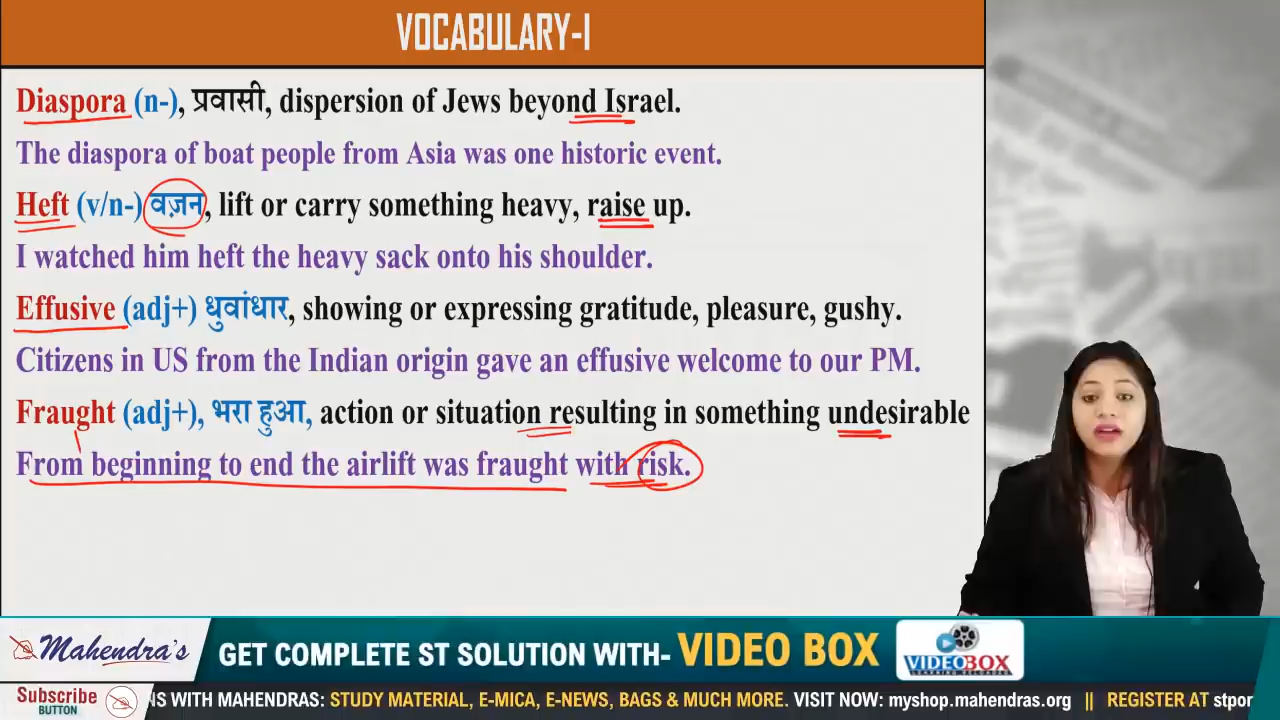 VOCABULARY-I
Diaspora (n-), प्रवासी, dispersion of Jews beyond Israel.
The diaspora of boat people from Asia was one historic event.
Heft (v/n-) वज़न, lift or carry something heavy, raise up.
I watched him heft the heavy sack onto his shoulder.
Effusive (adj+) धुवांधार, showing or expressing gratitude, pleasure, gushy.
Citizens in US from the Indian origin gave an effusive welcome to our PM.
Fraught (adj+), भरा हुआ, action or situation resulting in something undesirable
From beginning to end the airlift was fraught with risk.
Mahendra's
GET COMPLETE ST SOLUTION WITH- VIDEO BOX
VIDEOBOX
LEARNING RELOADED
Subscribe
BUTTON
NS WITH MAHENDRAS: STUDY MATERIAL, E-MICA, E-NEWS, BAGS & MUCH MORE. VISIT NOW: myshop.mahendras.org || REGISTER AT stpor